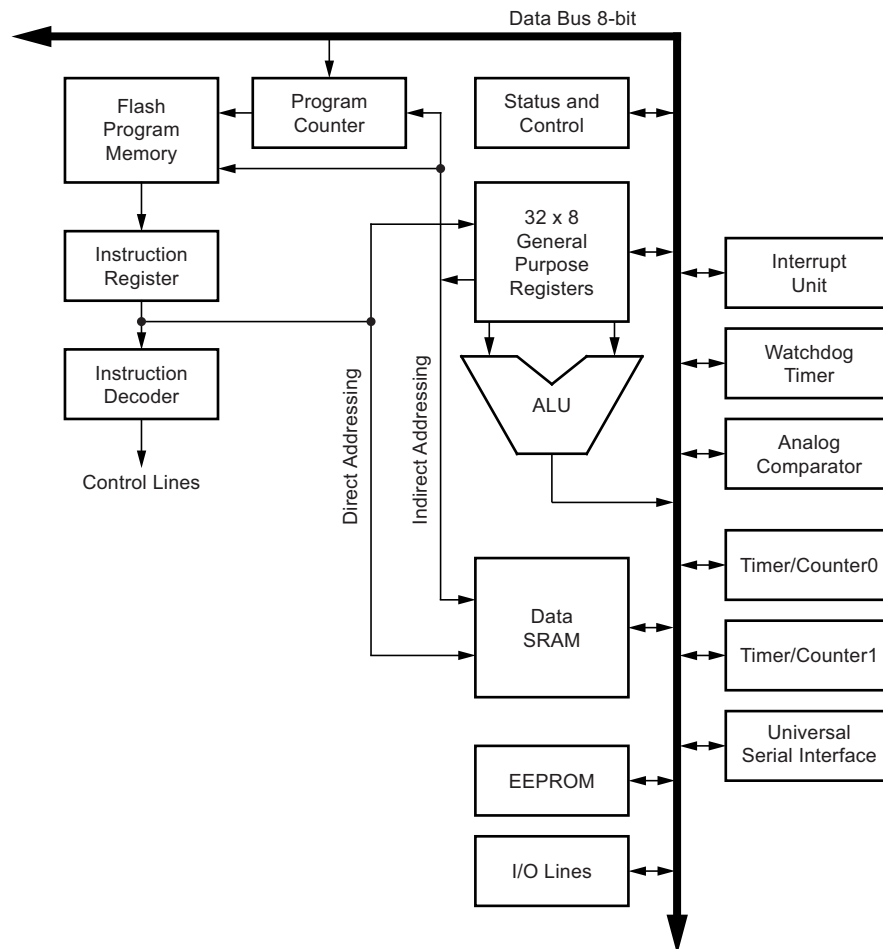 Data Bus 8-bit
Flash
Program
Memory
Program
Counter
Status and
Control
32 x 8
General
Purpose
Registers
Instruction
Register
Interrupt
Unit
Instruction
Decoder
Watchdog
Timer
ALU
Control Lines
Direct Addressing
Indirect Addressing
Analog
Comparator
Timer/Counter0
Data
SRAM
Timer/Counter1
Universal
Serial Interface
EEPROM
I/O Lines